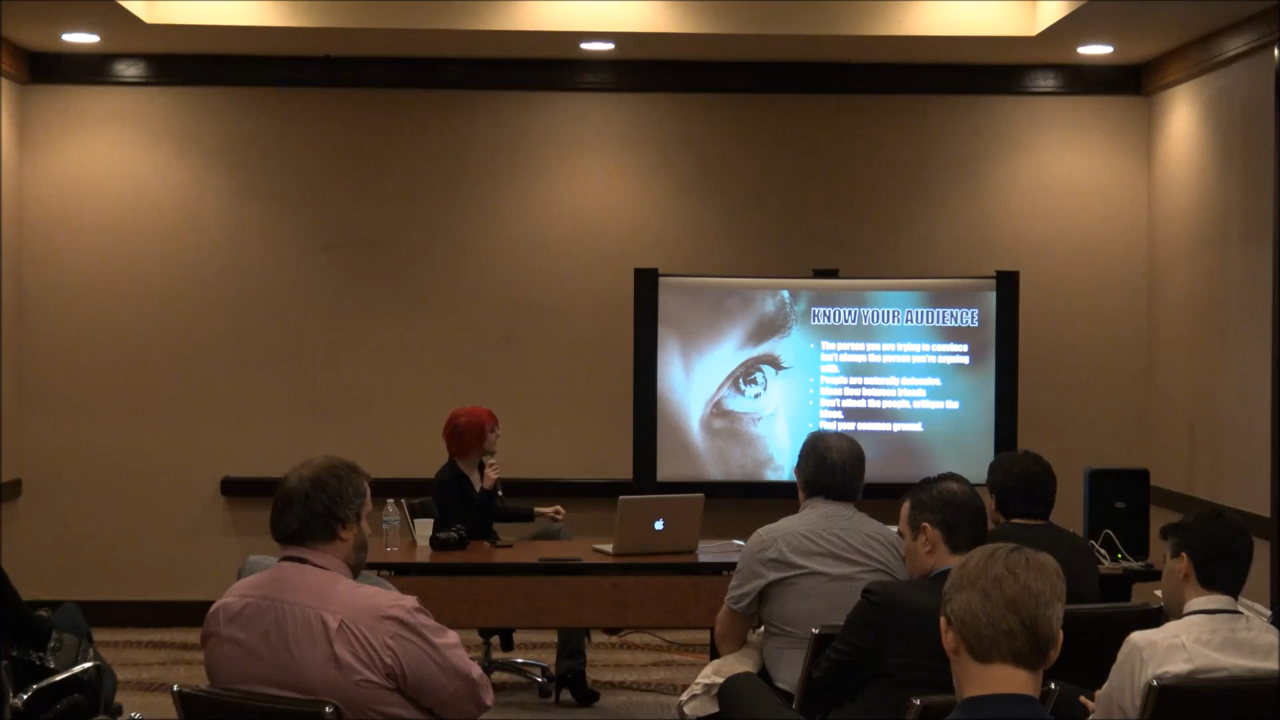 KNOW YOUR AUDIENCE
The person you are trying to convince
isn't always the person you're arguing
with.
People are naturally defensive.
Ideas flow between friends
Don't attack the people, critique the
ideas.
Find your common ground.